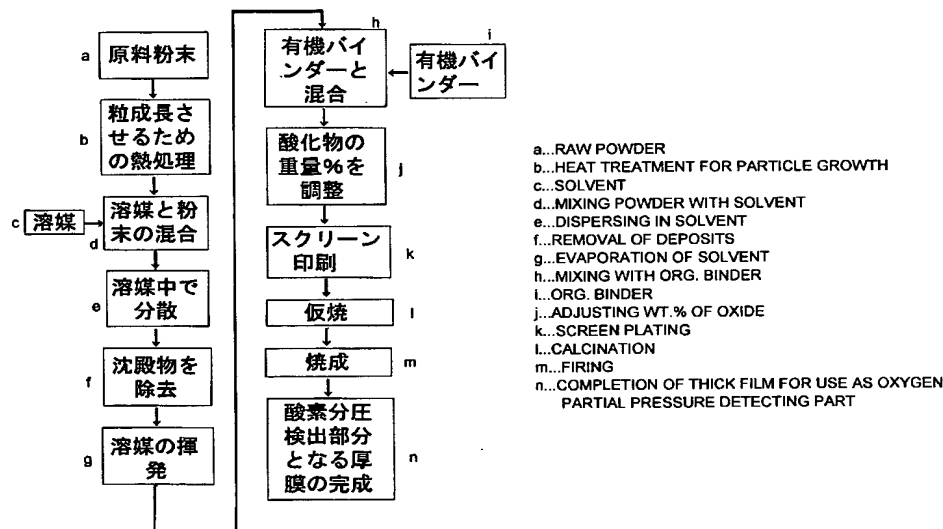 a
原料粉末
b
粒成長さ
せるため
の熱処理
c
溶媒
d
溶媒と粉
末の混合
e
溶媒中で
分散
f
沈殿物を
除去
g
溶媒の揮
発
h
有機バイ
ンダーと
混合
i
有機バイ
ンダー
j
酸化物の
重量%を
調整
k
スクリーン
印刷
l
仮焼
m
焼成
n
酸素分圧
検出部分
となる厚
膜の完成
a...RAW POWDER
b...HEAT TREATMENT FOR PARTICLE GROWTH
c...SOLVENT
d...MIXING POWDER WITH SOLVENT
e...DISPERSING IN SOLVENT
f...REMOVAL OF DEPOSITS
g...EVAPORATION OF SOLVENT
h...MIXING WITH ORG. BINDER
i...ORG. BINDER
j...ADJUSTING WT.% OF OXIDE
k...SCREEN PLATING
l...CALCINATION
m...FIRING
n...COMPLETION OF THICK FILM FOR USE AS OXYGEN
PARTIAL PRESSURE DETECTING PART